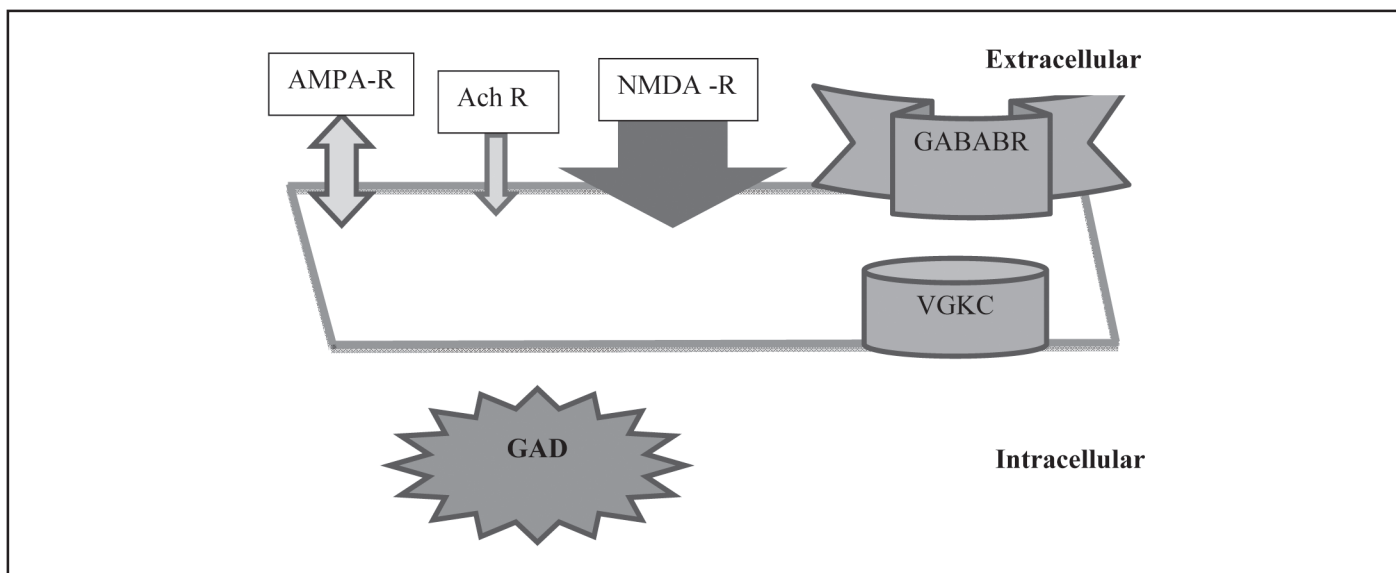 Extracellular
AMPA-R
Ach R
NMDA -R
GABABR
VGKC
GAD
Intracellular